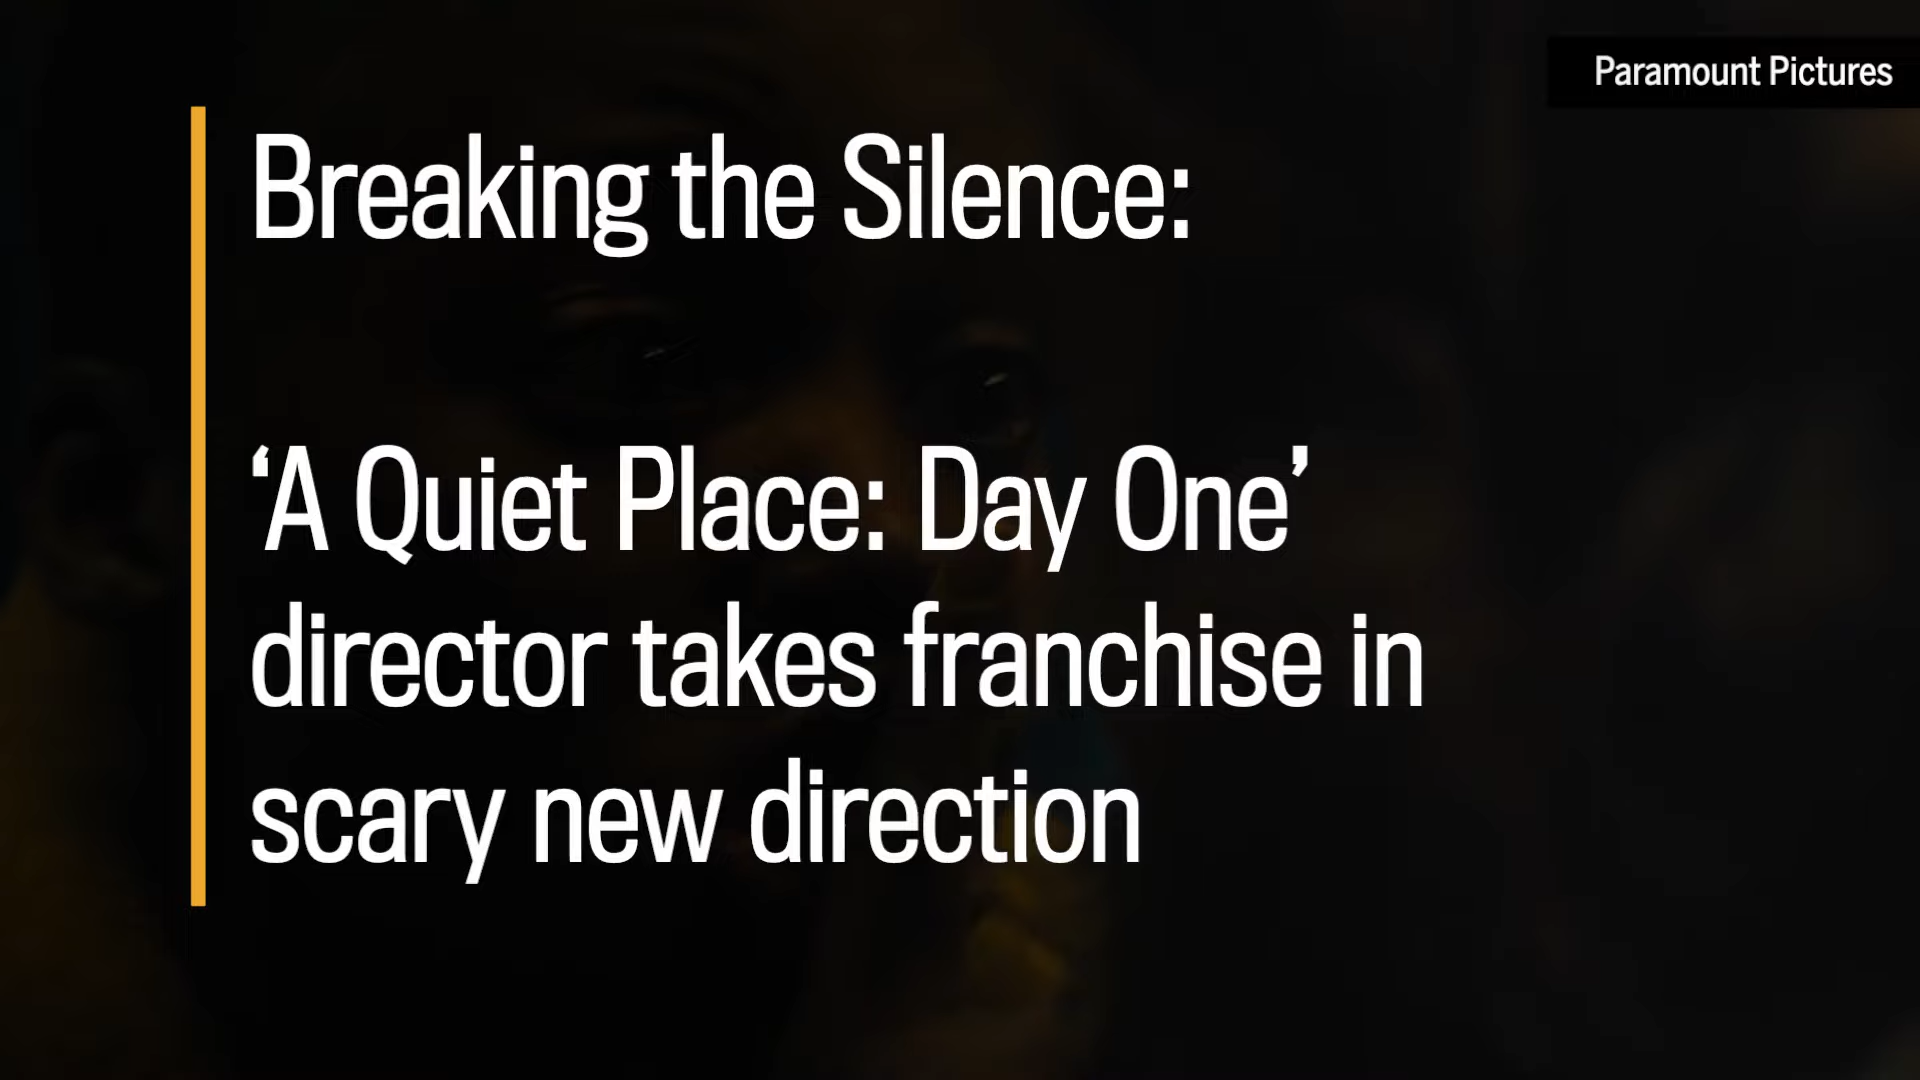 Paramount Pictures
Breaking the Silence:
‘A Quiet Place: Day One’
director takes franchise in
scary new direction